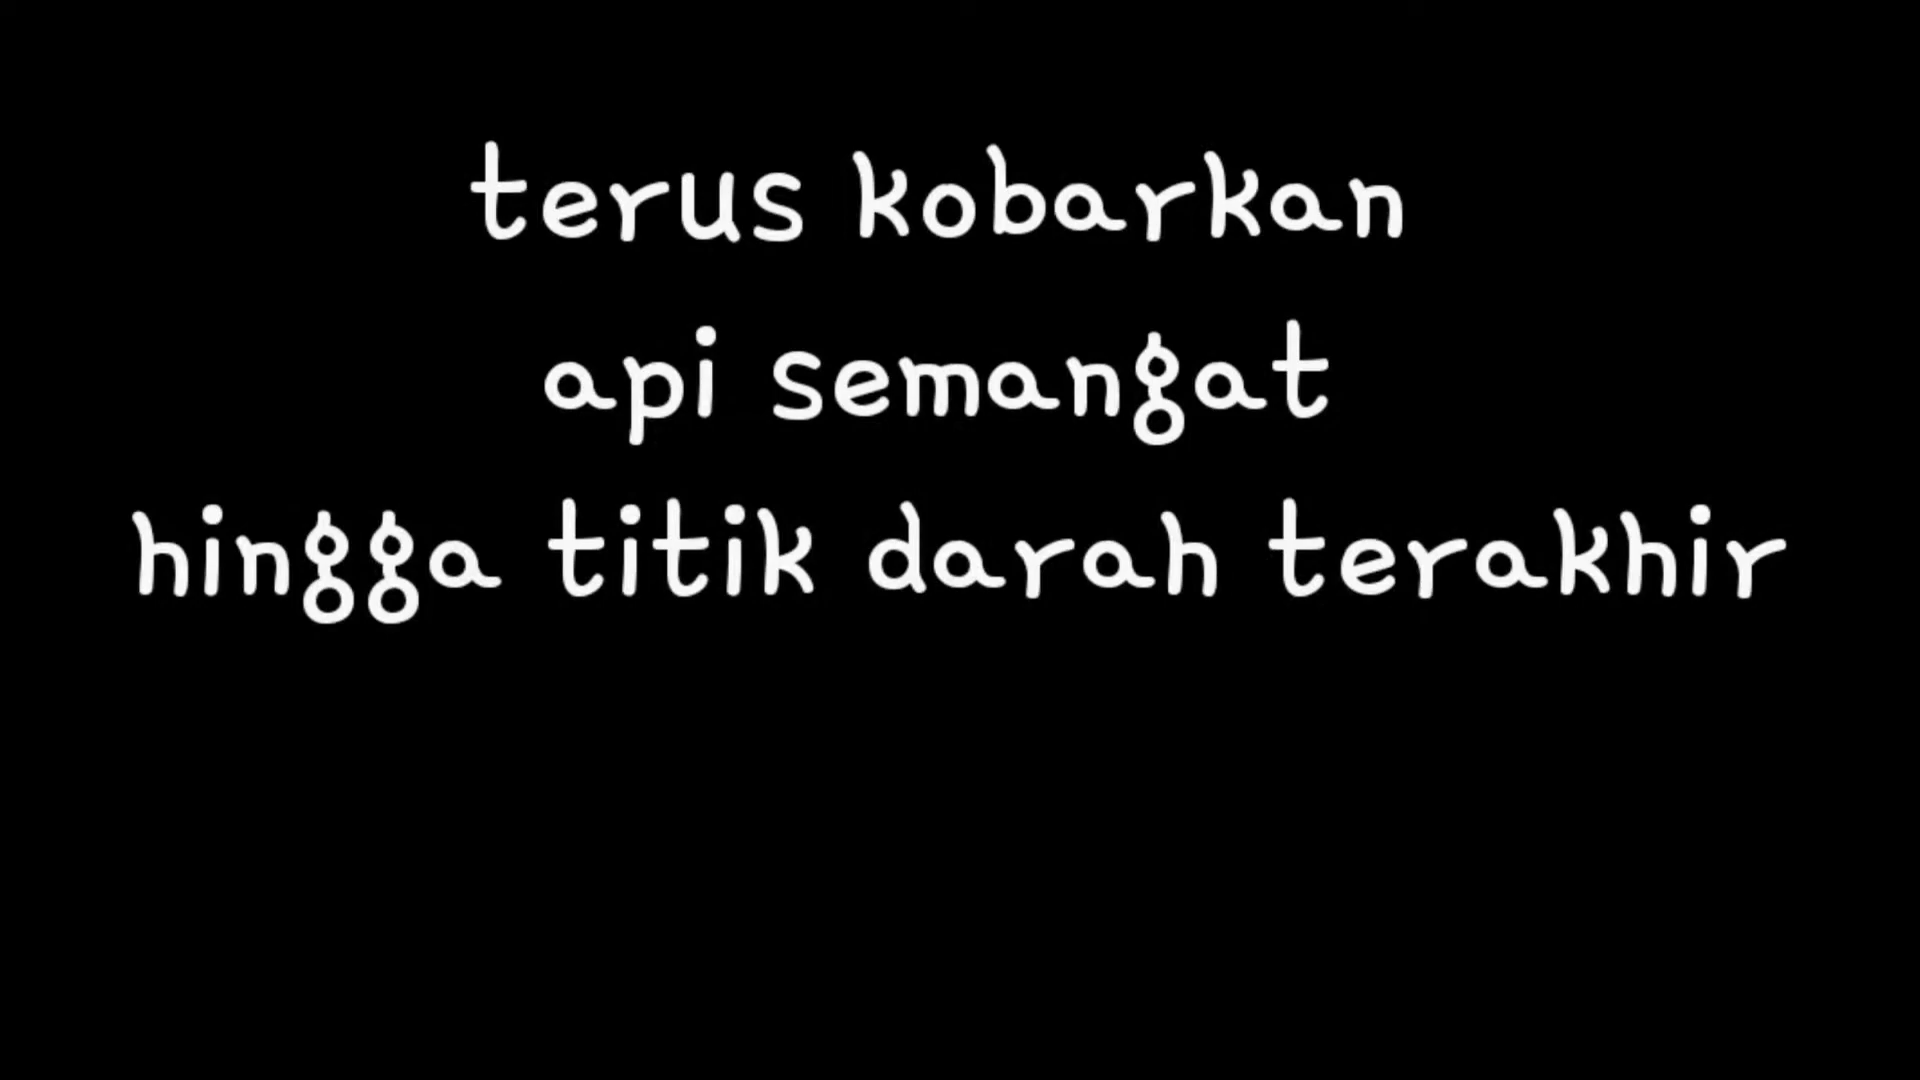 terus kobarkan
api semangat
hingga titik darah terakhir